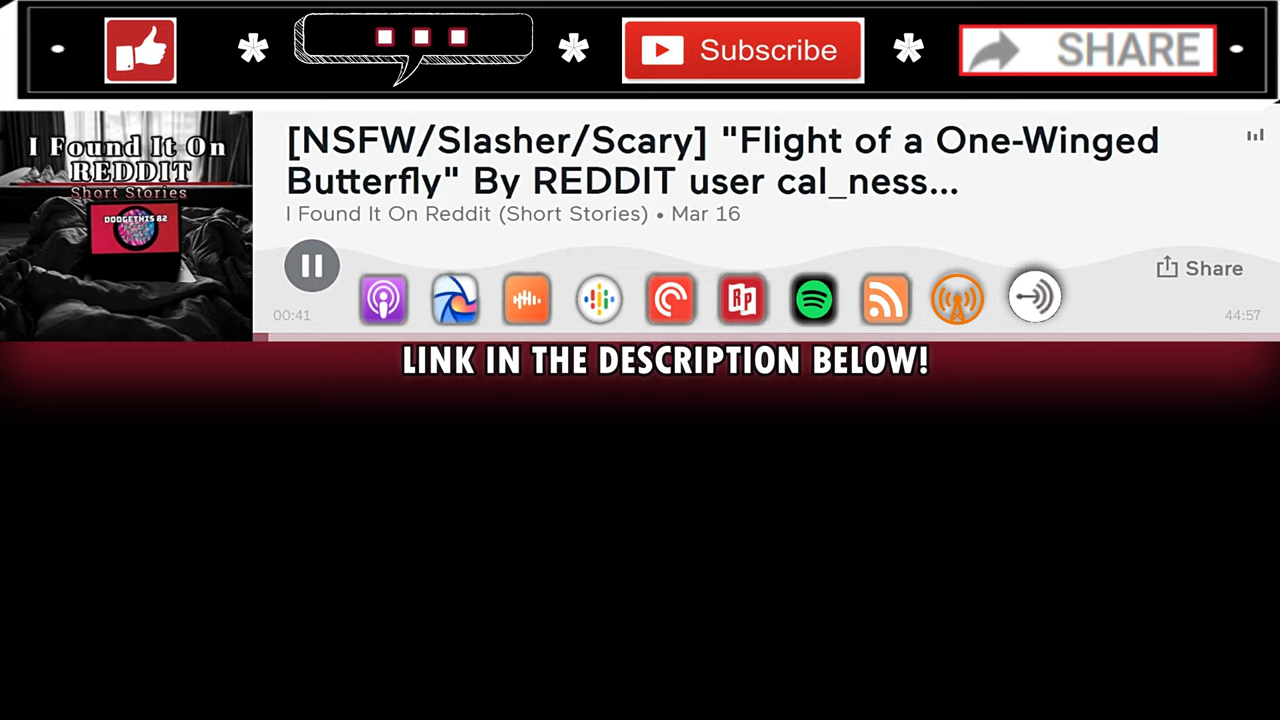 Subscribe
SHARE
I Found It On
REDDIT
Short Stories
DODGETHIS 82
[NSFW/Slasher/Scary] "Flight of a One-Winged
Butterfly" By REDDIT user cal_ness...
I Found It On Reddit (Short Stories) • Mar 16
Share
Rp
00:41
44:57
LINK IN THE DESCRIPTION BELOW!